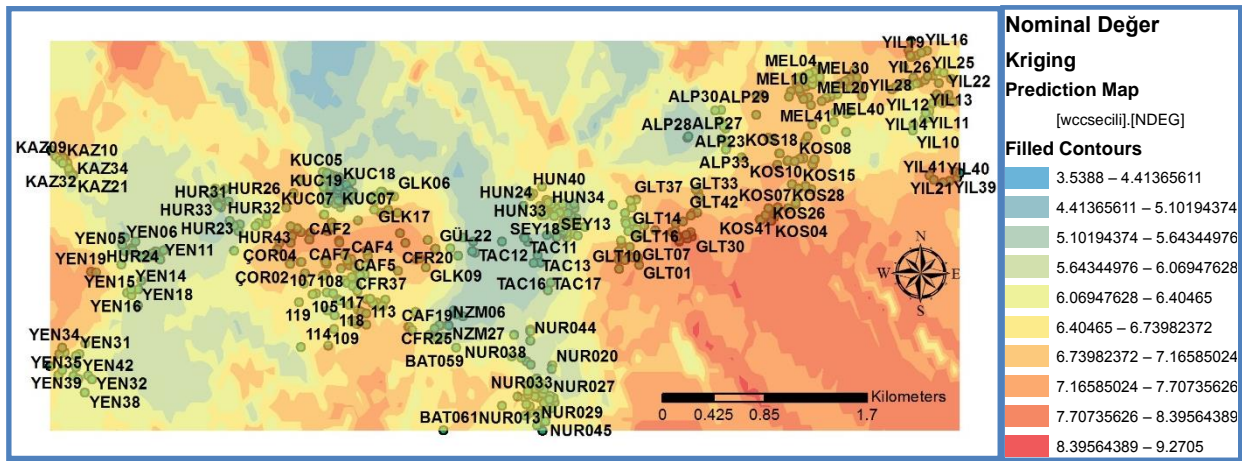 YIL19 YIL16
MEL04 MEL30 YIL26 YIL25
MEL10 MEL20 YIL28 YIL22
ALP30 ALP29 MEL40 YIL12 YIL13
MEL41 YIL14 YIL11
ALP28 ALP27
ALP23 KOS18 KOS08 YIL10
KAZ09 KAZ10
KUC05 ALP33
KAZ34 KUC18 KOS10 KOS15 YIL41 YIL40
KAZ32 KAZ21 KUC19 GLK06 HUN40 GLT37 GLT33 YIL21 YIL39
HUR31 HUR26 HUN24 HUN34 KOS07 KOS28
KUC07 KUC07 GLT42
HUR33 HUR32 HUN33 KOS26
GLK17 GLT14
HUR23 CAF2 SEY18 SEY13 KOS41 KOS04
YEN05 YEN06 HUR43 GLT16
YEN11 CAF4 GÜL22 TAC11 GLT30
YEN19 HUR24 ÇOR04 CAF7 CFR20 TAC12 GLT10 GLT07
CAF5 TAC13
YEN15 YEN14 ÇOR02 107 108 GLK09 GLT01
YEN18 CFR37 TAC16 TAC17
YEN16 105 117 113
119 118 CAF19 NZM06
YEN34 114 109 CFR25 NZM27 NUR044
YEN31
YEN35 BAT059 NUR038 NUR020
YEN42
YEN39 YEN32 NUR033 NUR027
YEN38
BAT061 NUR013 NUR029
NUR045
N
W E
S
Kilometers
0 0.425 0.85 1.7
Nominal Değer
Kriging
Prediction Map
[wccsecili].[NDEG]
Filled Contours
3.5388 – 4.41365611
4.41365611 – 5.10194374
5.10194374 – 5.64344976
5.64344976 – 6.06947628
6.06947628 – 6.40465
6.40465 – 6.73982372
6.73982372 – 7.16585024
7.16585024 – 7.70735626
7.70735626 – 8.39564389
8.39564389 – 9.2705